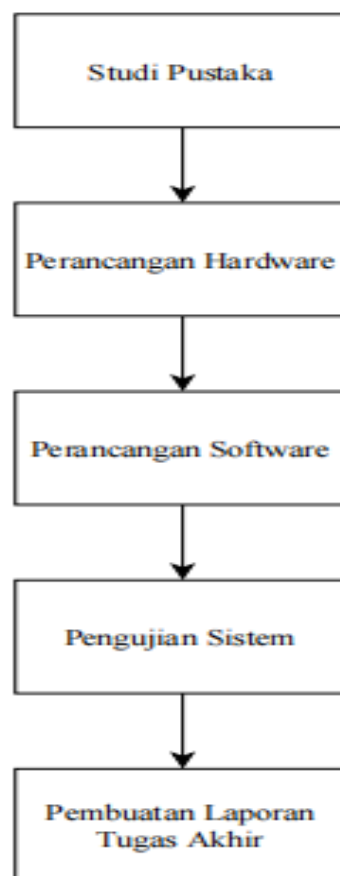 Studi Pustaka
Perancangan Hardware
Perancangan Software
Pengujian Sistem
Pembuatan Laporan
Tugas Akhir